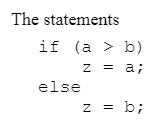 The statements
if (a > b)
z = a;
else
z = b;